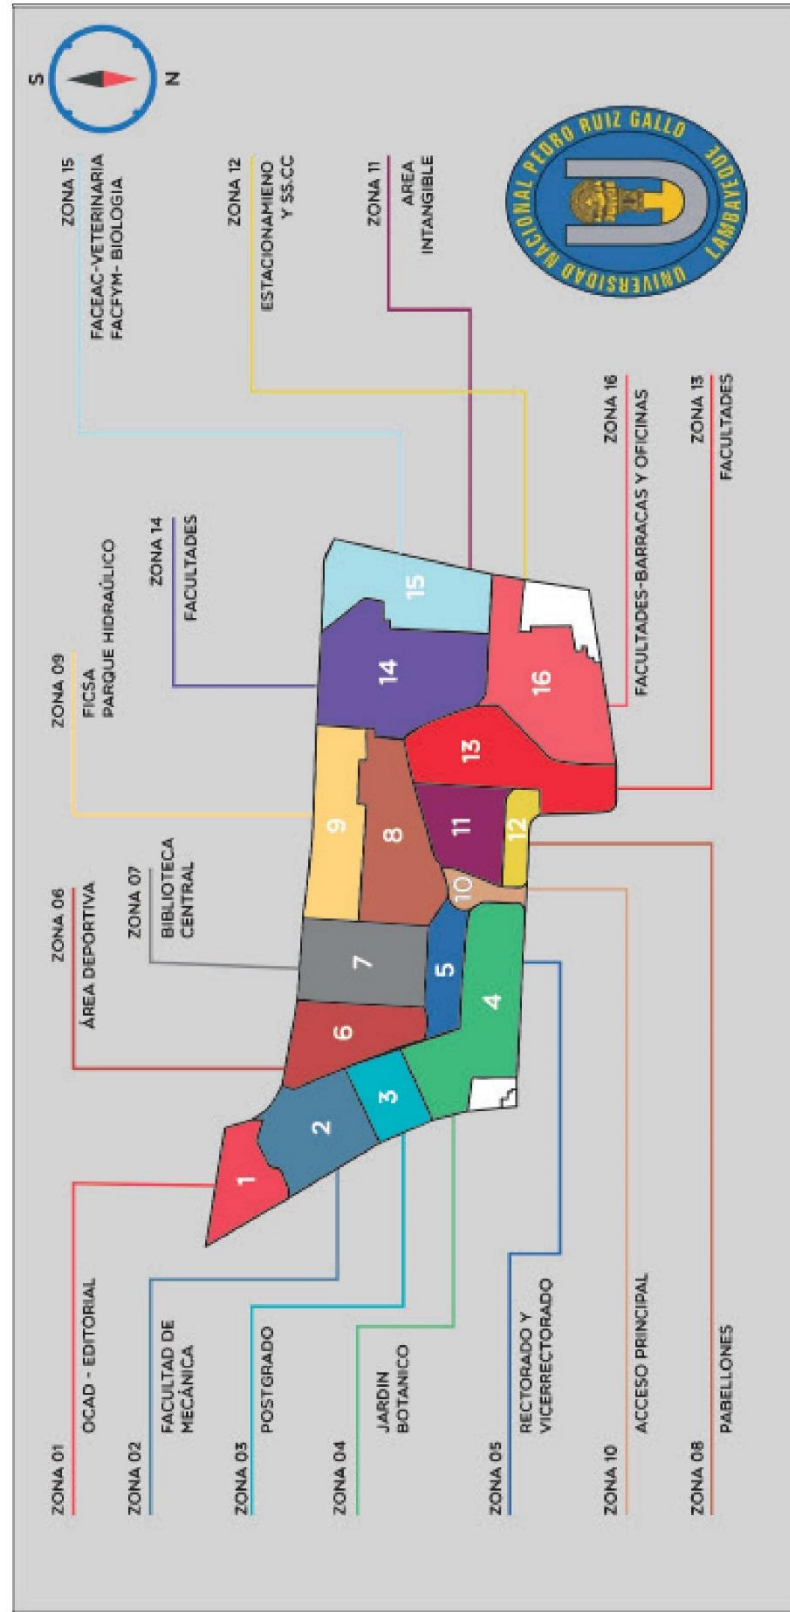 ZONA 01
OCAD - EDITORIAL
ZONA 02
FACULTAD DE
MECÁNICA
ZONA 03
POSTGRADO
ZONA 04
JARDIN
BOTANICO
ZONA 05
RECTORADO Y
VICERRECTORADO
ZONA 10
ACCESO PRINCIPAL
ZONA 08
PABELLONES
ZONA 06
ÁREA DEPORTIVA
ZONA 07
BIBLIOTECA
CENTRAL
ZONA 09
FICSA
PARQUE HIDRAÚLICO
ZONA 14
FACULTADES
ZONA 15
FACEAC-VETERINARIA
FACFYM- BIOLOGIA
ZONA 12
ESTACIONAMIENO
Y SS.CC
ZONA 11
AREA
INTANGIBLE
ZONA 16
FACULTADES-BARRACAS Y OFICINAS
ZONA 13
FACULTADES
1
2
3
4
5
6
7
8
9
10
11
12
13
14
15
16
S
N
UNIVERSIDAD NACIONAL PEDRO RUIZ GALLO
LAMBAYEQUE